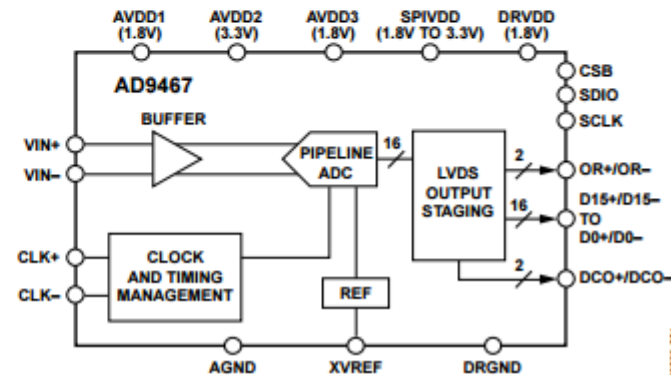 AVDD1 AVDD2 AVDD3 SPIVDD DRVDD
(1.8V) (3.3V) (1.8V) (1.8V TO 3.3V) (1.8V)
CSB
AD9467
SDIO
BUFFER
SCLK
VIN+
16
PIPELINE
ADC
LVDS
OUTPUT
STAGING
2
OR+/OR–
VIN–
16
D15+/D15–
TO
D0+/D0–
CLK+
CLOCK
AND TIMING
MANAGEMENT
2
DCO+/DCO–
CLK–
REF
AGND XVREF DRGND